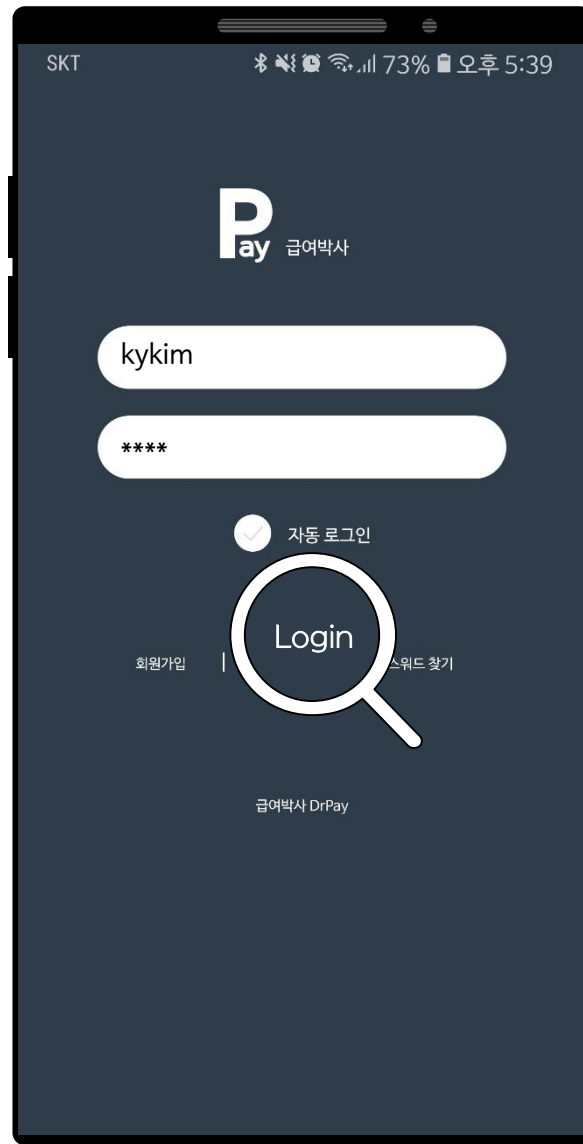 SKT 73% 오후 5:39
Pay 급여박사
kykim
****
자동 로그인
Login
회원가입 | 스워드 찾기
급여박사 DrPay